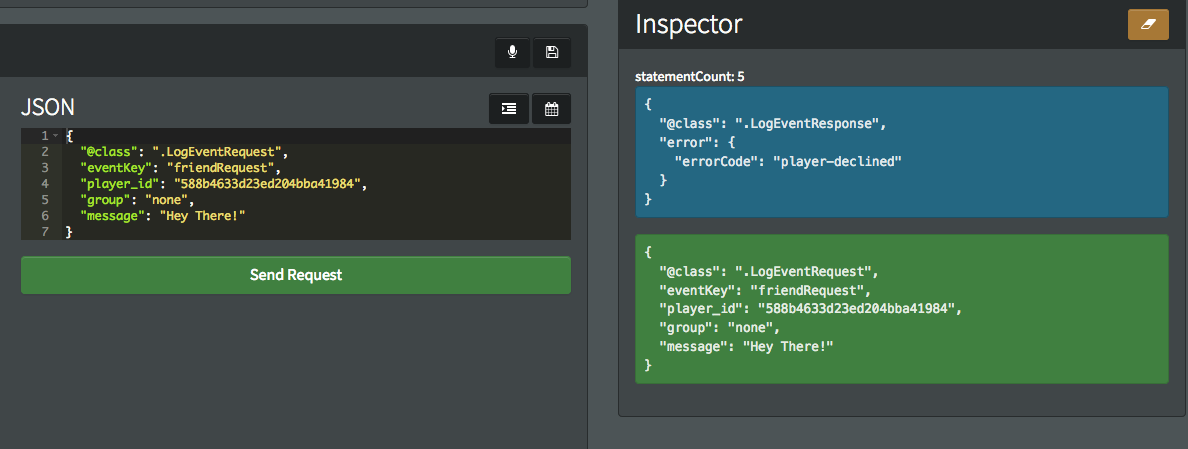 JSON
1 {
2 "@class": ".LogEventRequest",
3 "eventKey": "friendRequest",
4 "player_id": "588b4633d23ed204bba41984",
5 "group": "none",
6 "message": "Hey There!"
7 }
Send Request
Inspector
statementCount: 5
{
"@class": ".LogEventResponse",
"error": {
"errorCode": "player-declined"
}
}
{
"@class": ".LogEventRequest",
"eventKey": "friendRequest",
"player_id": "588b4633d23ed204bba41984",
"group": "none",
"message": "Hey There!"
}